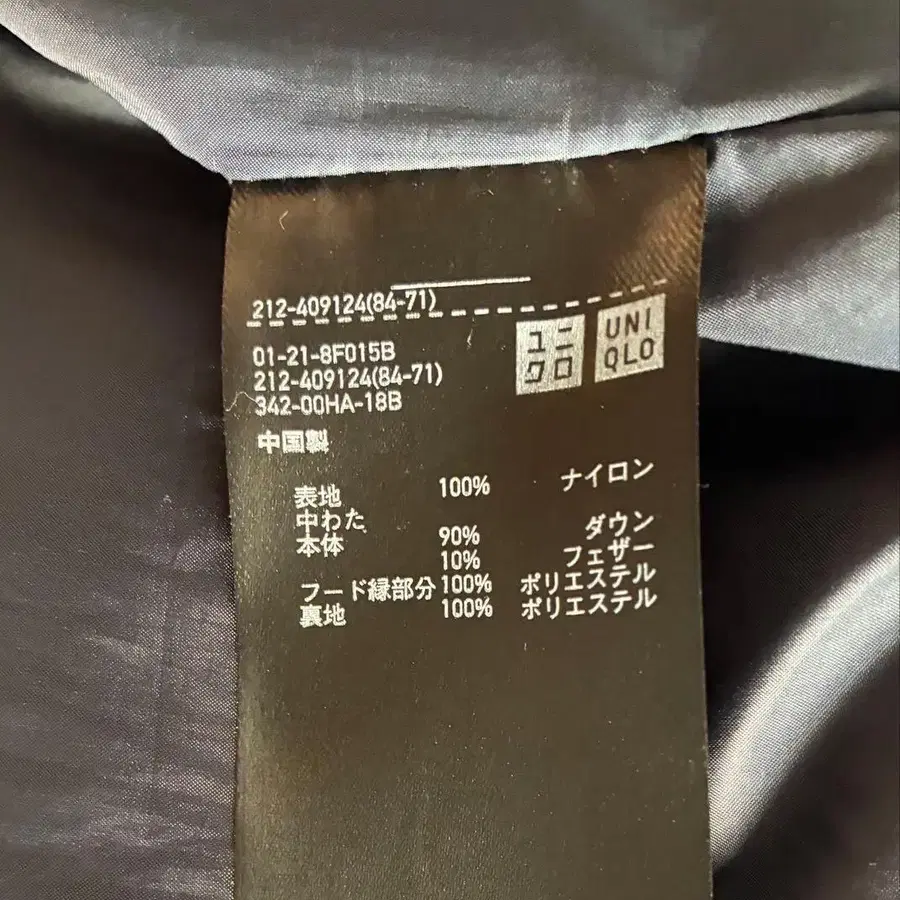 212-409124(84-71)
ユニ
クロ
UNI
QLO
01-21-8F015B
212-409124(84-71)
342-00HA-18B
中国製
表地 100% ナイロン
中わた
本体 90% ダウン
10% フェザー
フード縁部分 100% ポリエステル
裏地 100% ポリエステル